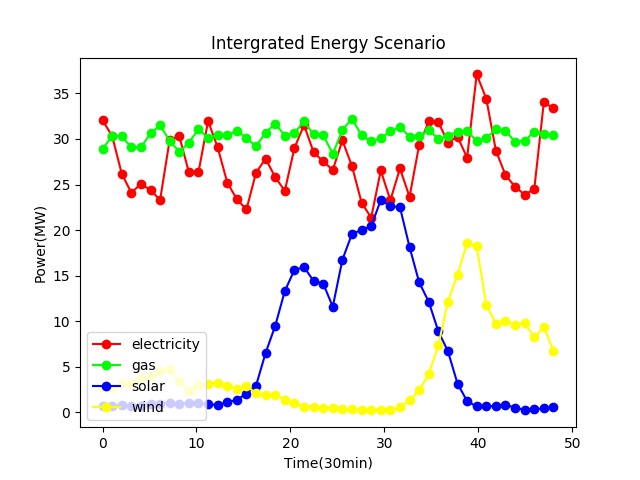 Intergrated Energy Scenario
Power(MW)
35
30
25
20
15
10
5
0
electricity
gas
solar
wind
0 10 20 30 40 50
Time(30min)